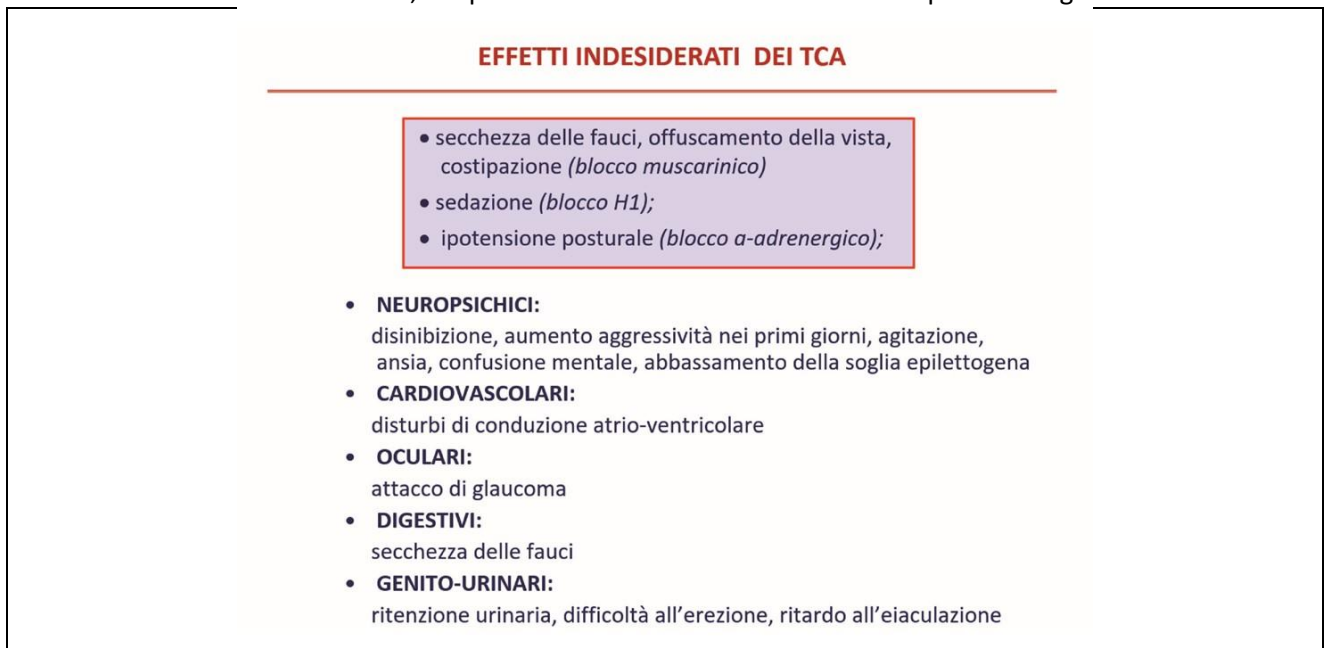 EFFETTI INDESIDERATI DEI TCA
• secchezza delle fauci, offuscamento della vista,
costipazione (blocco muscarinico)
• sedazione (blocco H1);
• ipotensione posturale (blocco a-adrenergico);
• NEUROPSICHICI:
disinibizione, aumento aggressività nei primi giorni, agitazione,
ansia, confusione mentale, abbassamento della soglia epilettogena
• CARDIOVASCOLARI:
disturbi di conduzione atrio-ventricolare
• OCULARI:
attacco di glaucoma
• DIGESTIVI:
secchezza delle fauci
• GENITO-URINARI:
ritenzione urinaria, difficoltà all'erezione, ritardo all'eiaculazione